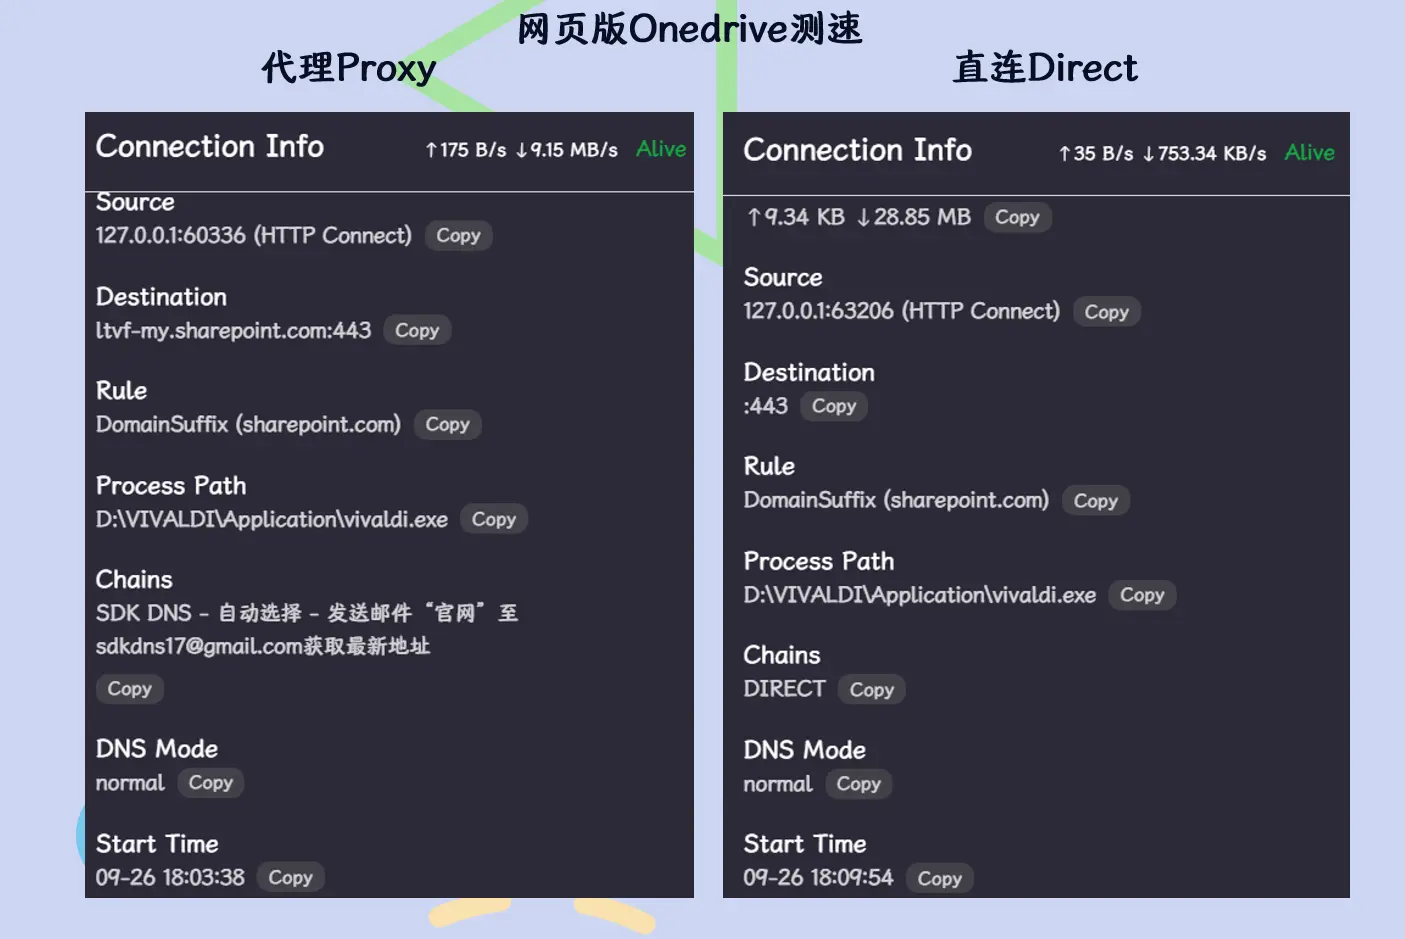 网页版Onedrive测速
代理Proxy
直连Direct
Connection Info
↑175 B/s ↓9.15 MB/s
Alive
Source
127.0.0.1:60336 (HTTP Connect)
Copy
Destination
ltvf-my.sharepoint.com:443
Copy
Rule
DomainSuffix (sharepoint.com)
Copy
Process Path
D:\VIVALDI\Application\vivaldi.exe
Copy
Chains
SDK DNS - 自动选择 - 发送邮件“官网”至
sdkdns17@gmail.com获取最新地址
Copy
DNS Mode
normal
Copy
Start Time
09-26 18:03:38
Copy
Connection Info
↑35 B/s ↓753.34 KB/s
Alive
↑9.34 KB ↓28.85 MB
Copy
Source
127.0.0.1:63206 (HTTP Connect)
Copy
Destination
:443
Copy
Rule
DomainSuffix (sharepoint.com)
Copy
Process Path
D:\VIVALDI\Application\vivaldi.exe
Copy
Chains
DIRECT
Copy
DNS Mode
normal
Copy
Start Time
09-26 18:09:54
Copy